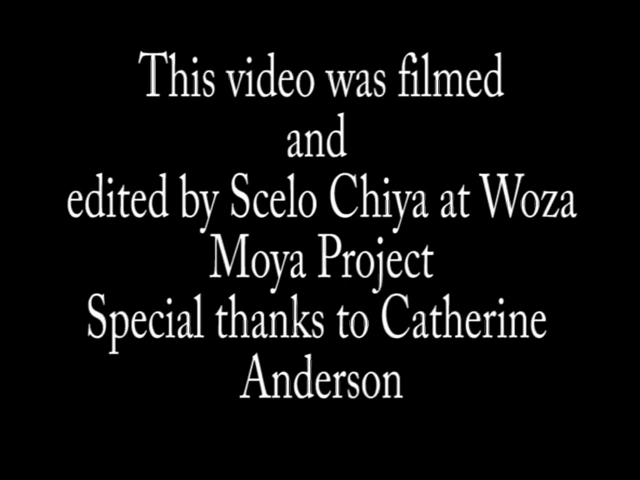 This video was filmed
and
edited by Scelo Chiya at Woza
Moya Project
Special thanks to Catherine
Anderson